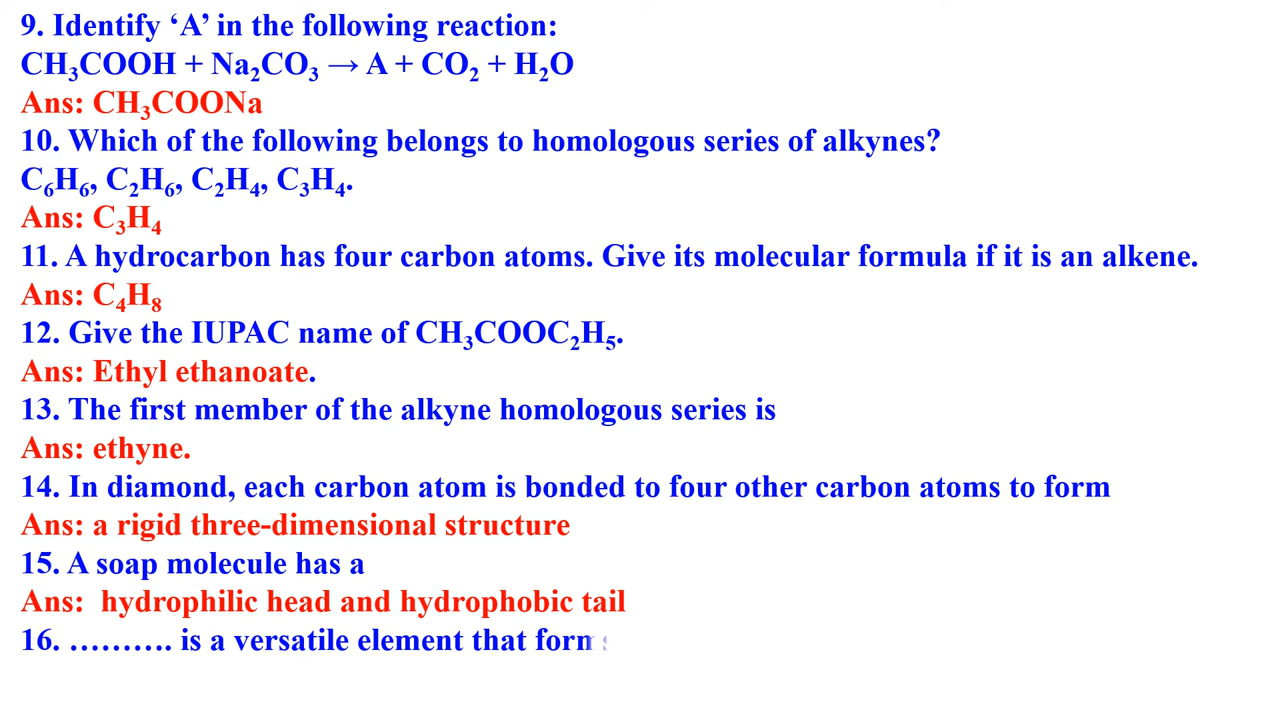 9. Identify ‘A’ in the following reaction:
CH₃COOH + Na₂CO₃ → A + CO₂ + H₂O
Ans: CH₃COONa
10. Which of the following belongs to homologous series of alkynes?
C₆H₆, C₂H₆, C₂H₄, C₃H₄.
Ans: C₃H₄
11. A hydrocarbon has four carbon atoms. Give its molecular formula if it is an alkene.
Ans: C₄H₈
12. Give the IUPAC name of CH₃COOC₂H₅.
Ans: Ethyl ethanoate.
13. The first member of the alkyne homologous series is
Ans: ethyne.
14. In diamond, each carbon atom is bonded to four other carbon atoms to form
Ans: a rigid three-dimensional structure
15. A soap molecule has a
Ans:  hydrophilic head and hydrophobic tail
16. ………. is a versatile element that forms